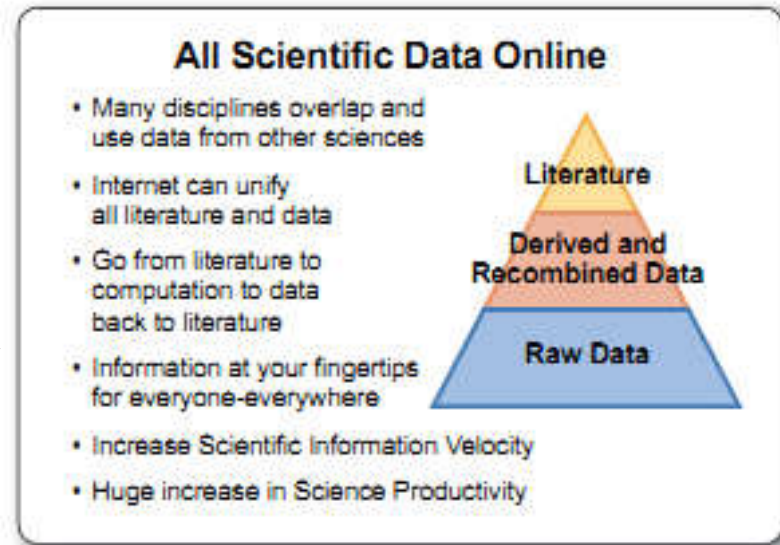 All Scientific Data Online
• Many disciplines overlap and
use data from other sciences
• Internet can unify
all literature and data
• Go from literature to
computation to data
back to literature
• Information at your fingertips
for everyone-everywhere
• Increase Scientific Information Velocity
• Huge increase in Science Productivity
Literature
Derived and
Recombined Data
Raw Data